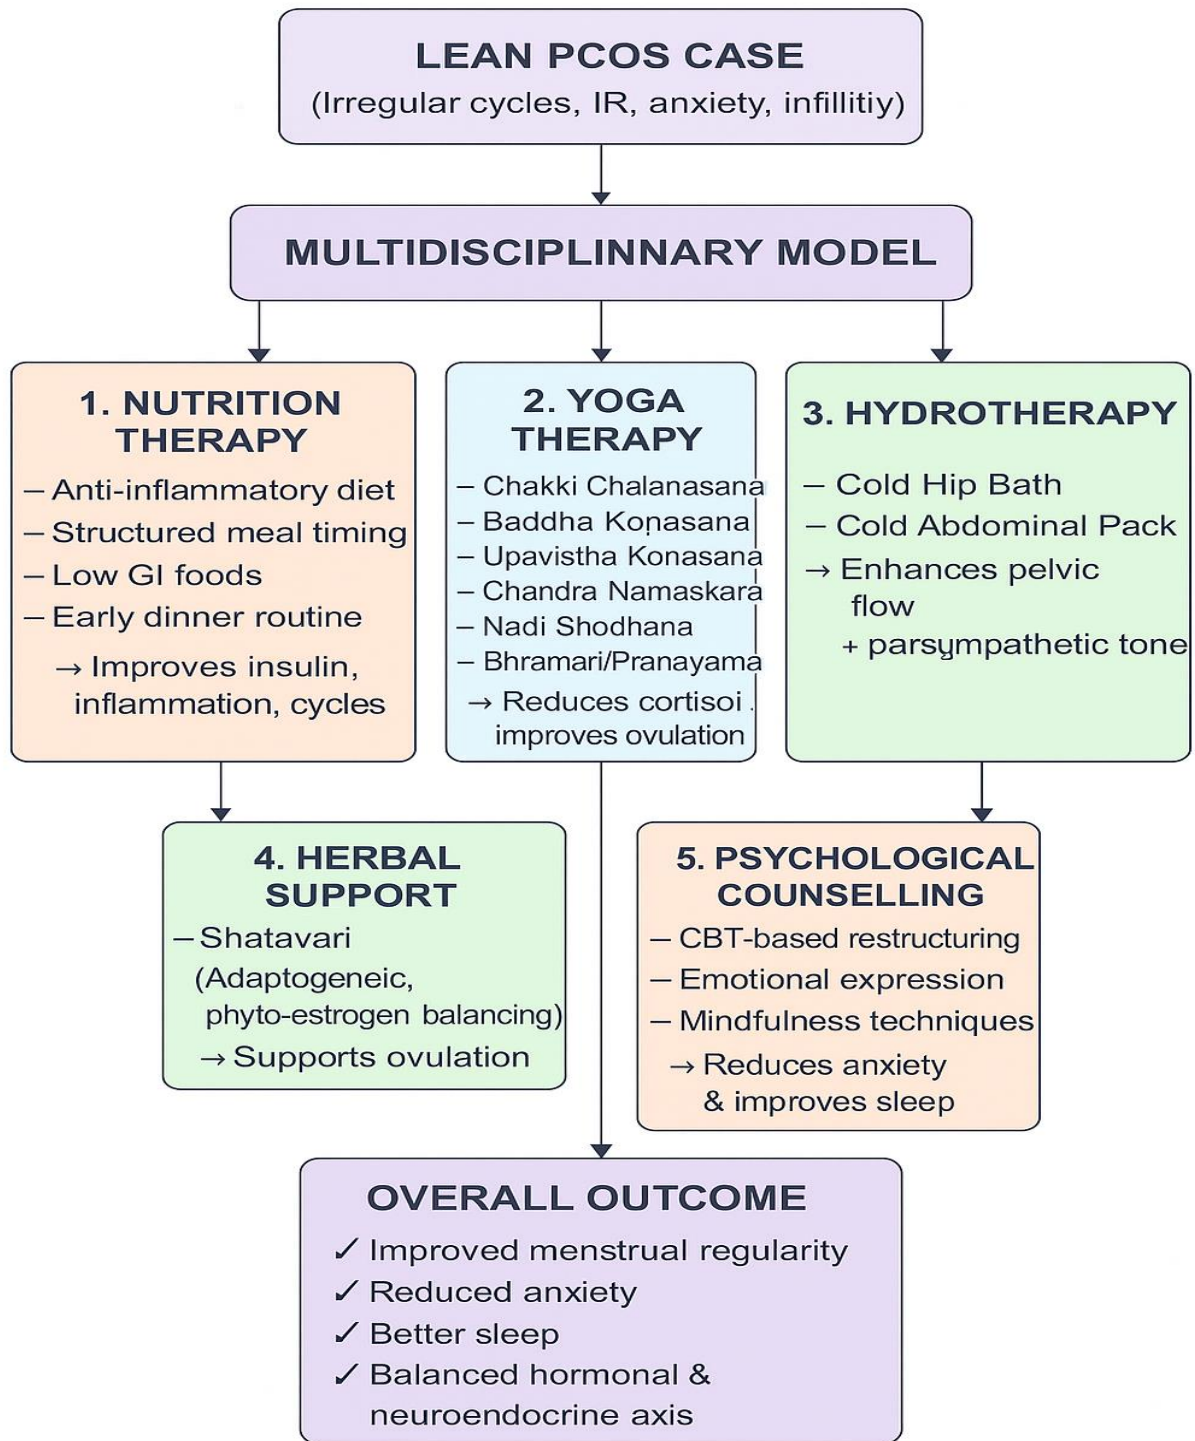 LEAN PCOS CASE
(Irregular cycles, IR, anxiety, infillitiy)
MULTIDISCIPLINNARY MODEL
1. NUTRITION
THERAPY
– Anti-inflammatory diet
– Structured meal timing
– Low GI foods
– Early dinner routine
→ Improves insulin,
inflammation, cycles
2. YOGA
THERAPY
– Chakki Chalanasana
– Baddha Koṇasana
– Upavistha Konasana
– Chandra Namaskara
– Nadi Shodhana
– Bhramari/Pranayama
→ Reduces cortisoi .
improves ovulation
3. HYDROTHERAPY
– Cold Hip Bath
– Cold Abdominal Pack
→ Enhances pelvic
flow
+ parsympathetic tone
4. HERBAL
SUPPORT
– Shatavari
(Adaptogeneic,
phyto-estrogen balancing)
→ Supports ovulation
5. PSYCHOLOGICAL
COUNSELLING
– CBT-based restructuring
– Emotional expression
– Mindfulness techniques
→ Reduces anxiety
& improves sleep
OVERALL OUTCOME
✓ Improved menstrual regularity
✓ Reduced anxiety
✓ Better sleep
✓ Balanced hormonal &
neuroendocrine axis